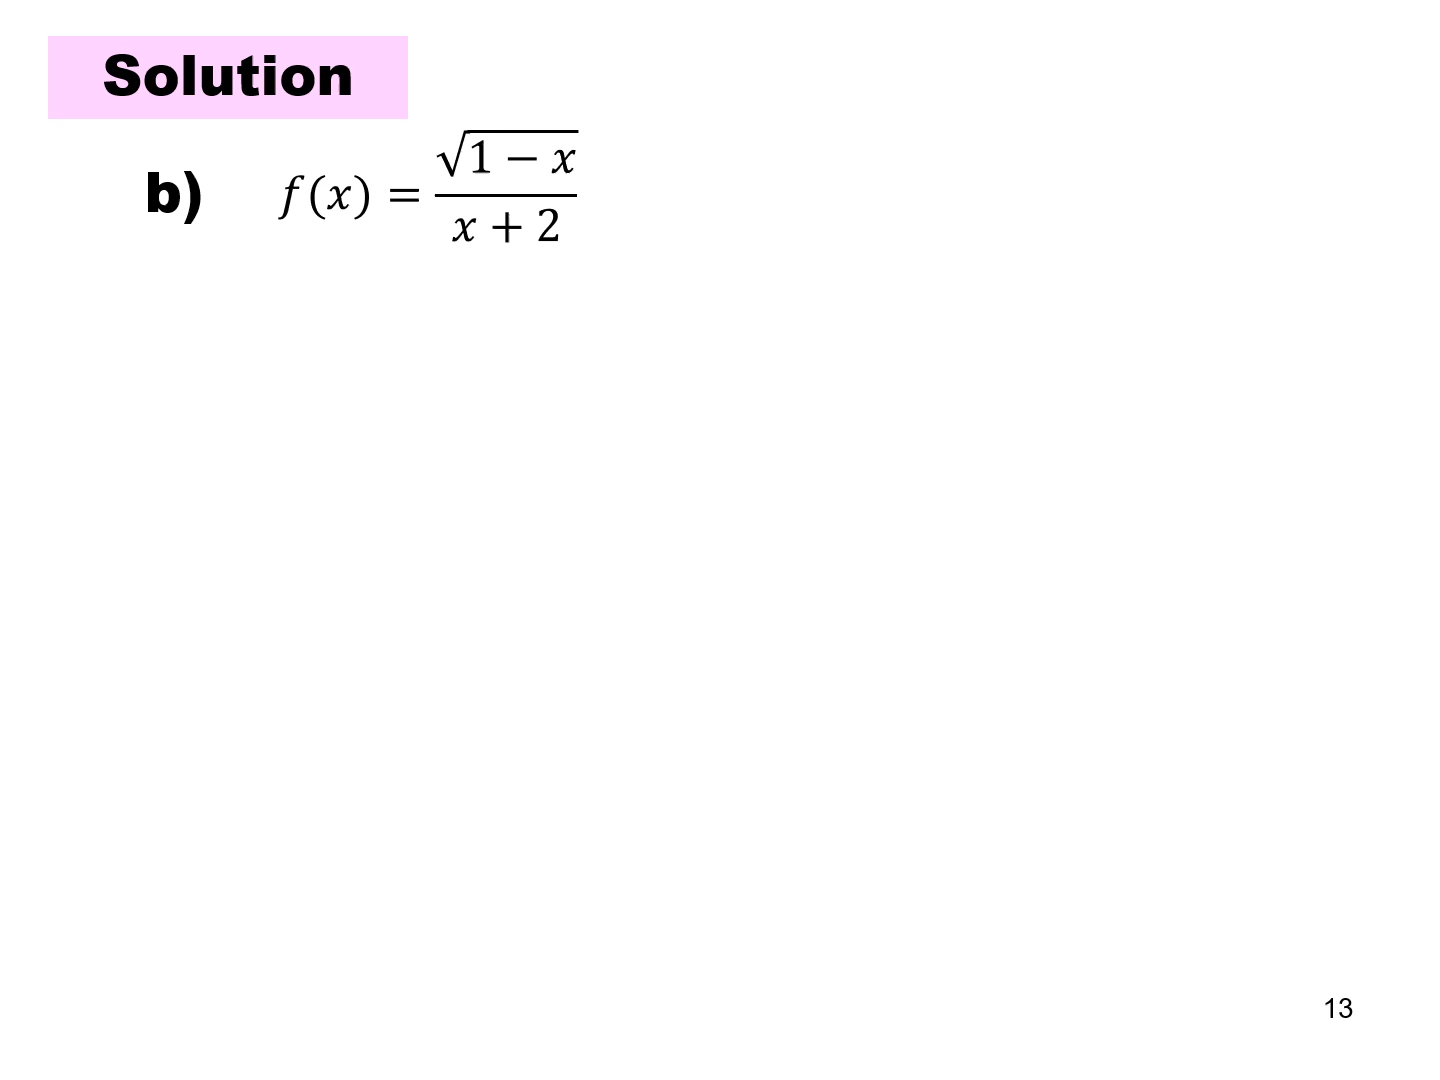 Solution
b) f(x) = √(1 − x) / (x + 2)
13